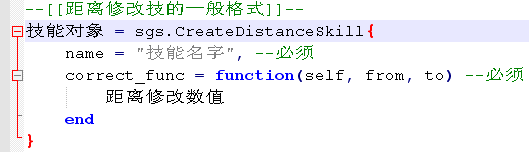 --[[距离修改技的一般格式]]--
技能对象 = sgs.CreateDistanceSkill{
    name = "技能名字", --必须
    correct_func = function(self, from, to) --必须
        距离修改数值
    end
}